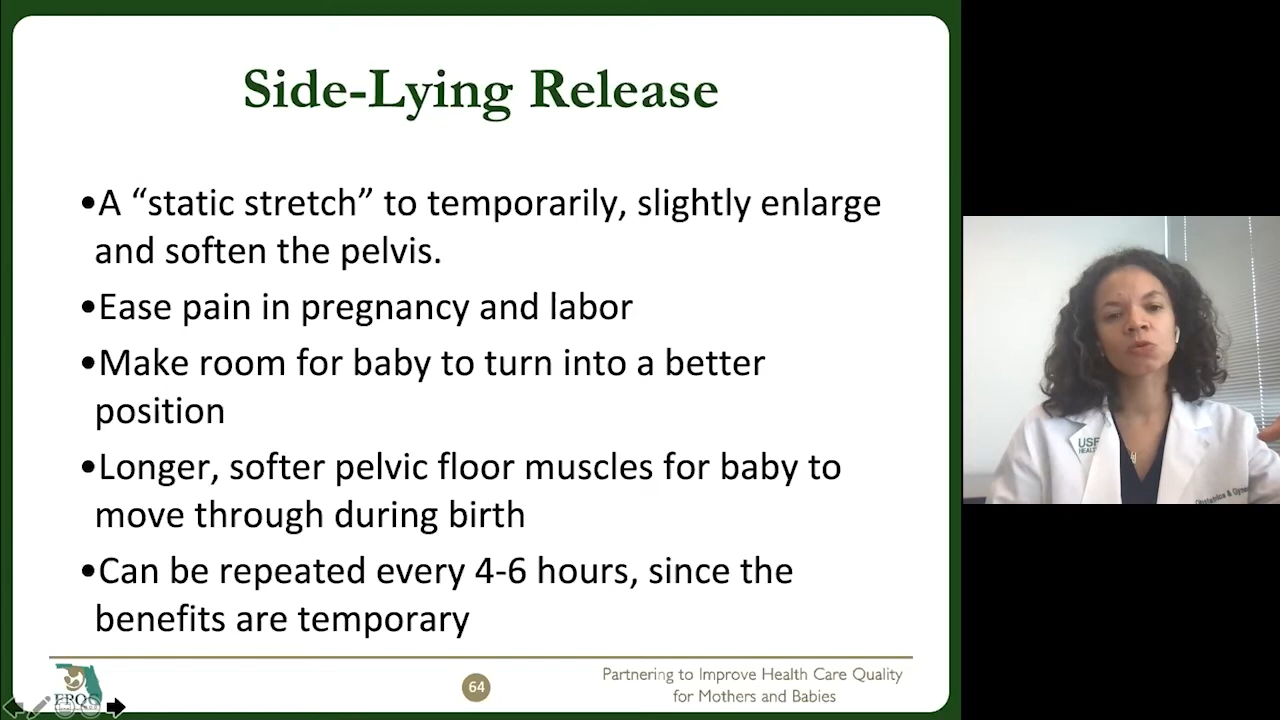 Side-Lying Release
•A “static stretch” to temporarily, slightly enlarge
and soften the pelvis.
•Ease pain in pregnancy and labor
•Make room for baby to turn into a better
position
•Longer, softer pelvic floor muscles for baby to
move through during birth
•Can be repeated every 4-6 hours, since the
benefits are temporary
64
Partnering to Improve Health Care Quality
for Mothers and Babies
USF
HEALTH